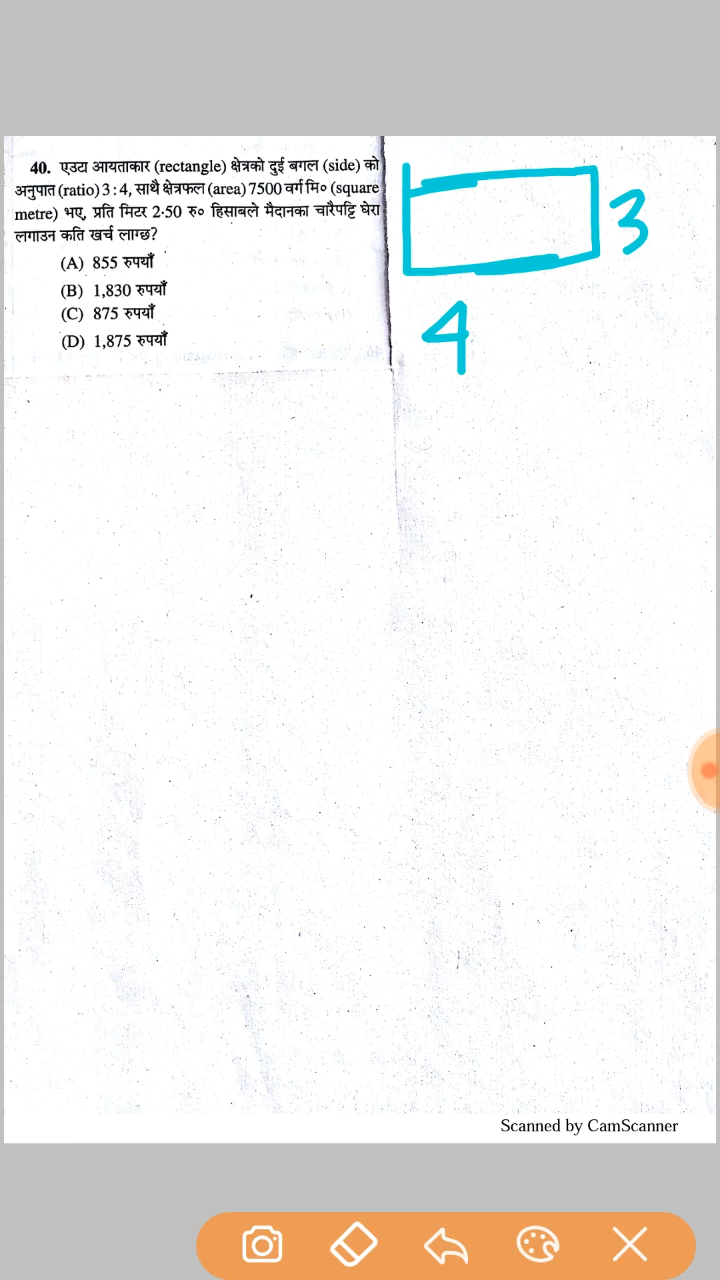 40. एउटा आयताकार (rectangle) क्षेत्रको दुई बगल (side) को
अनुपात (ratio) 3 : 4, साथै क्षेत्रफल (area) 7500 वर्ग मि० (square
metre) भए, प्रति मिटर 2·50 रु० हिसाबले मैदानका चारैपट्टि घेरा
लगाउन कति खर्च लाग्छ?
(A) 855 रुपयाँ
(B) 1,830 रुपयाँ
(C) 875 रुपयाँ
(D) 1,875 रुपयाँ
3
4
Scanned by CamScanner